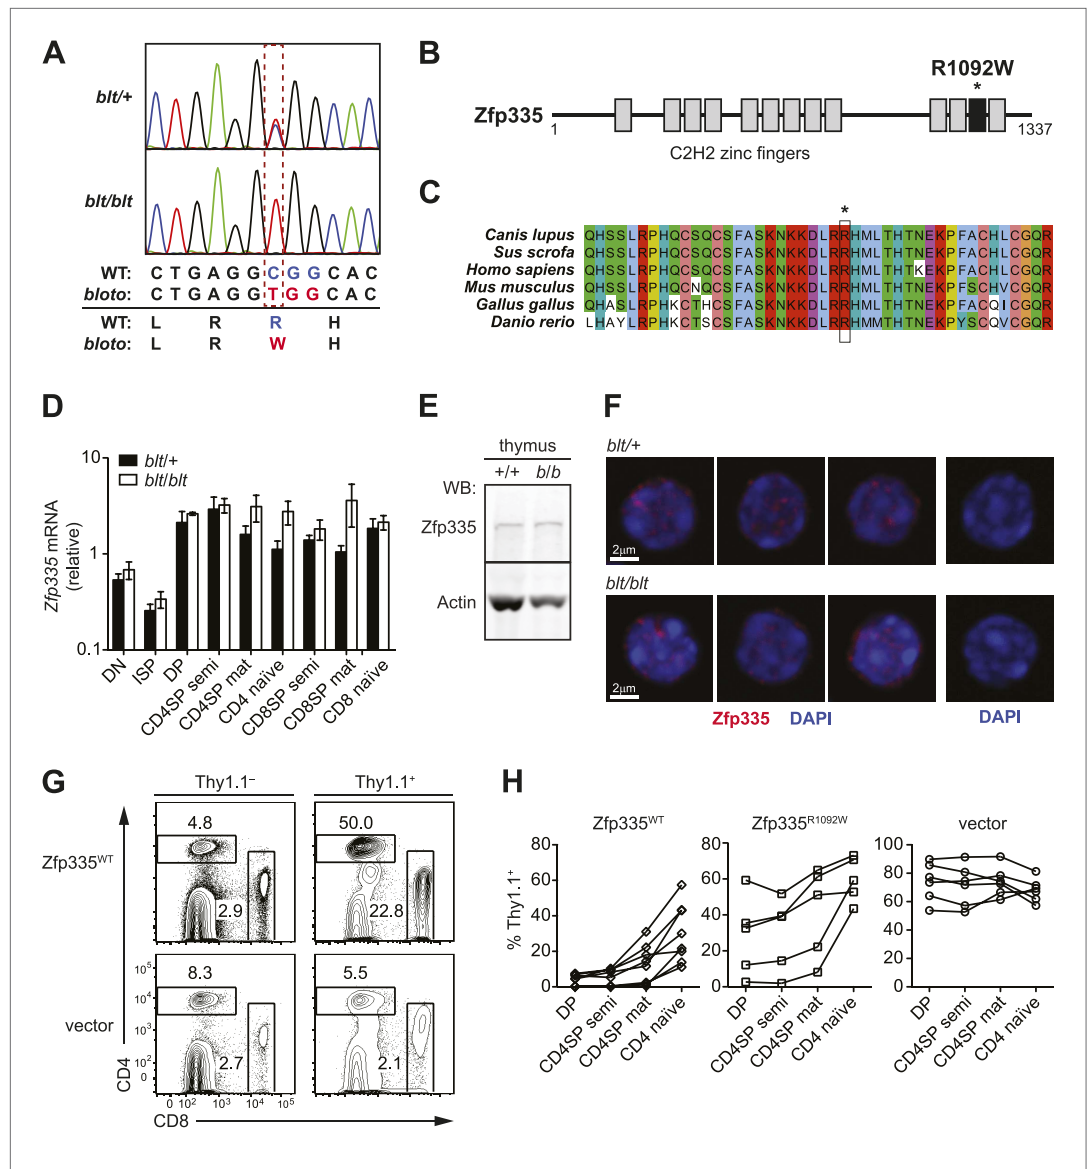 A
blt/+
blt/blt
WT: C T G A G G C G G C A C
bloto: C T G A G G T G G C A C
WT: L R R H
bloto: L R W H
B
R1092W
*
Zfp335
1
1337
C2H2 zinc fingers
C
*
Canis lupus QHSSLRPHQCSQCSFASKNKKDLRRHMLTHTNEKPFACHLCGQR
Sus scrofa QHSSLRPHQCSQCSFASKNKKDLRRHMLTHTNEKPFACHLCGQR
Homo sapiens QHSSLRPHQCSQCSFASKNKKDLRRHMLTHTKEKPFACHLCGQR
Mus musculus QHSSLRPHQCNQCSFASKNKKDLRRHMLTHTNEKPFSCHVCGQR
Gallus gallus QHASLRPHKCTHCSFASKNKKDLRRHMLTHTNEKPFACQLCGQR
Danio rerio LHAYLRPHKCTSCSFASKNKKDLRRHMMTHTNEKPYSCQVCGQR
D
10
1
0.1
Zfp335 mRNA
(relative)
blt/+
blt/blt
DN
ISP
DP
CD4SP semi
CD4SP mat
CD4 naïve
CD8SP semi
CD8SP mat
CD8 naïve
E
thymus
+/+ b/b
WB:
Zfp335
Actin
F
blt/+
2μm
blt/blt
2μm
Zfp335 DAPI
DAPI
G
Thy1.1⁻ Thy1.1⁺
Zfp335ᵂᵀ
4.8
2.9
50.0
22.8
vector
8.3
2.7
5.5
2.1
10⁵
10⁴
10³
10²
0
0 10² 10³ 10⁴ 10⁵
CD4
CD8
H
Zfp335ᵂᵀ
Zfp335ᴿ¹⁰⁹²ᵂ
vector
% Thy1.1⁺
80
60
40
20
0
DP
CD4SP semi
CD4SP mat
CD4 naïve
80
60
40
20
0
DP
CD4SP semi
CD4SP mat
CD4 naïve
100
80
60
40
20
0
DP
CD4SP semi
CD4SP mat
CD4 naïve